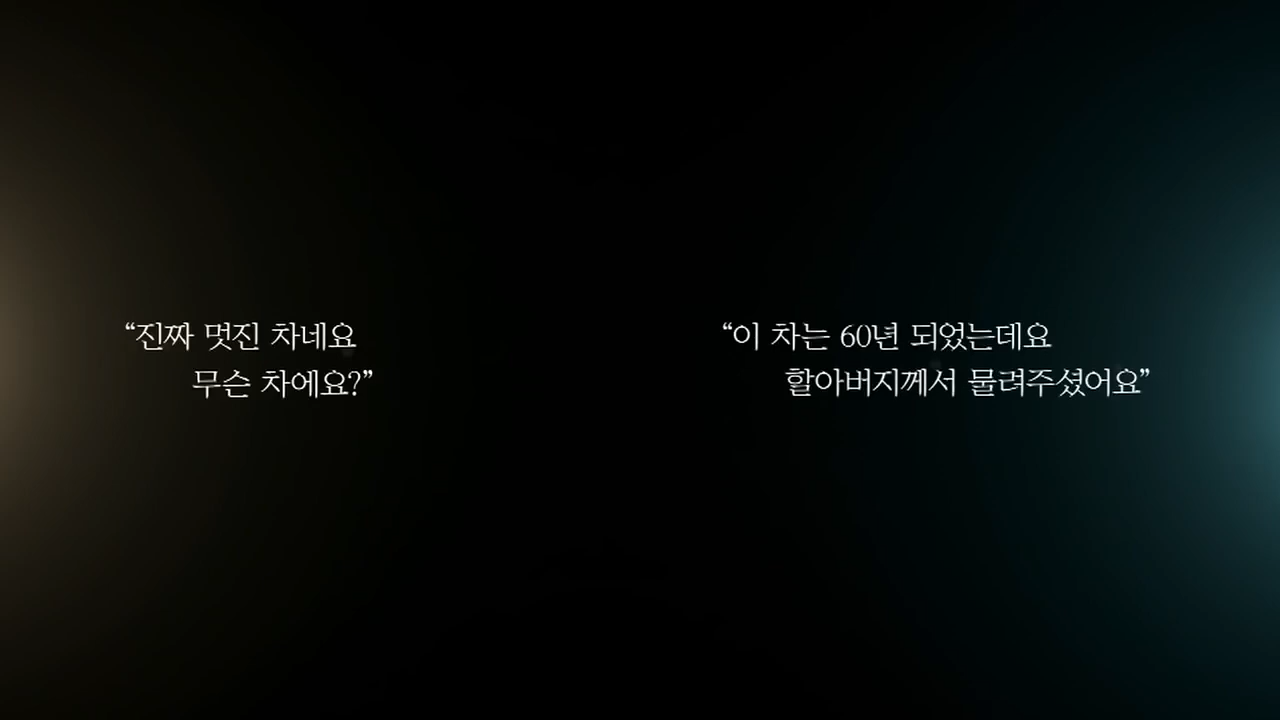 “진짜 멋진 차네요
무슨 차에요?”
“이 차는 60년 되었는데요
할아버지께서 물려주셨어요”